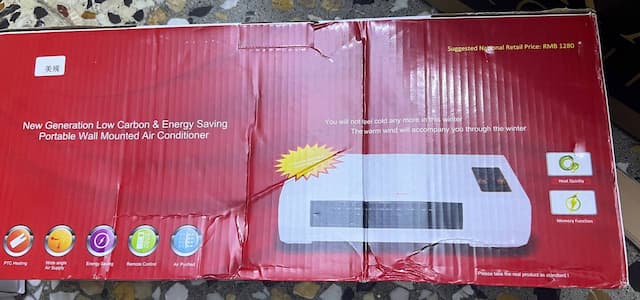 Suggested National Retail Price: RMB 1280
美规
New Generation Low Carbon & Energy Saving
Portable Wall Mounted Air Conditioner
You will not feel cold any more in this winter
The warm wind will accompany you through the winter
Heat Quickly
Memory Function
PTC Heating
Wide angle
Air Supply
Energy Saving
Remote Control
Air Purified
Please take the real product as standard !